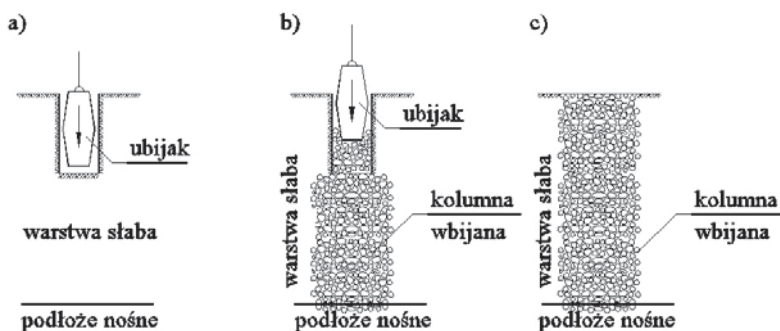 a)
ubijak
warstwa słaba
podłoże nośne
b)
ubijak
warstwa słaba
kolumna
wbijana
podłoże nośne
c)
warstwa słaba
kolumna
wbijana
podłoże nośne